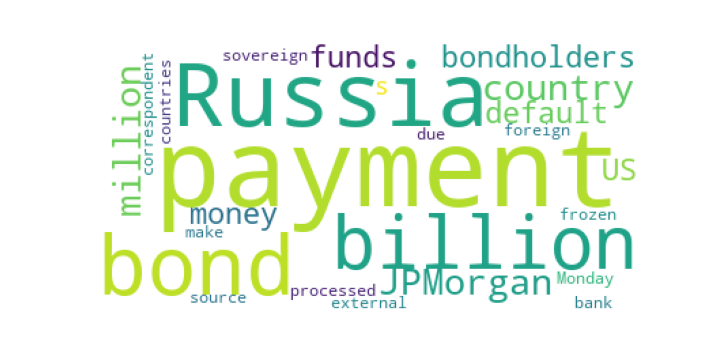 sovereign
funds
bondholders
Russia
s
country
million
correspondent
countries
default
due
foreign
payment
US
money
make
billion
frozen
bond
JPMorgan
Monday
source
processed
external
bank